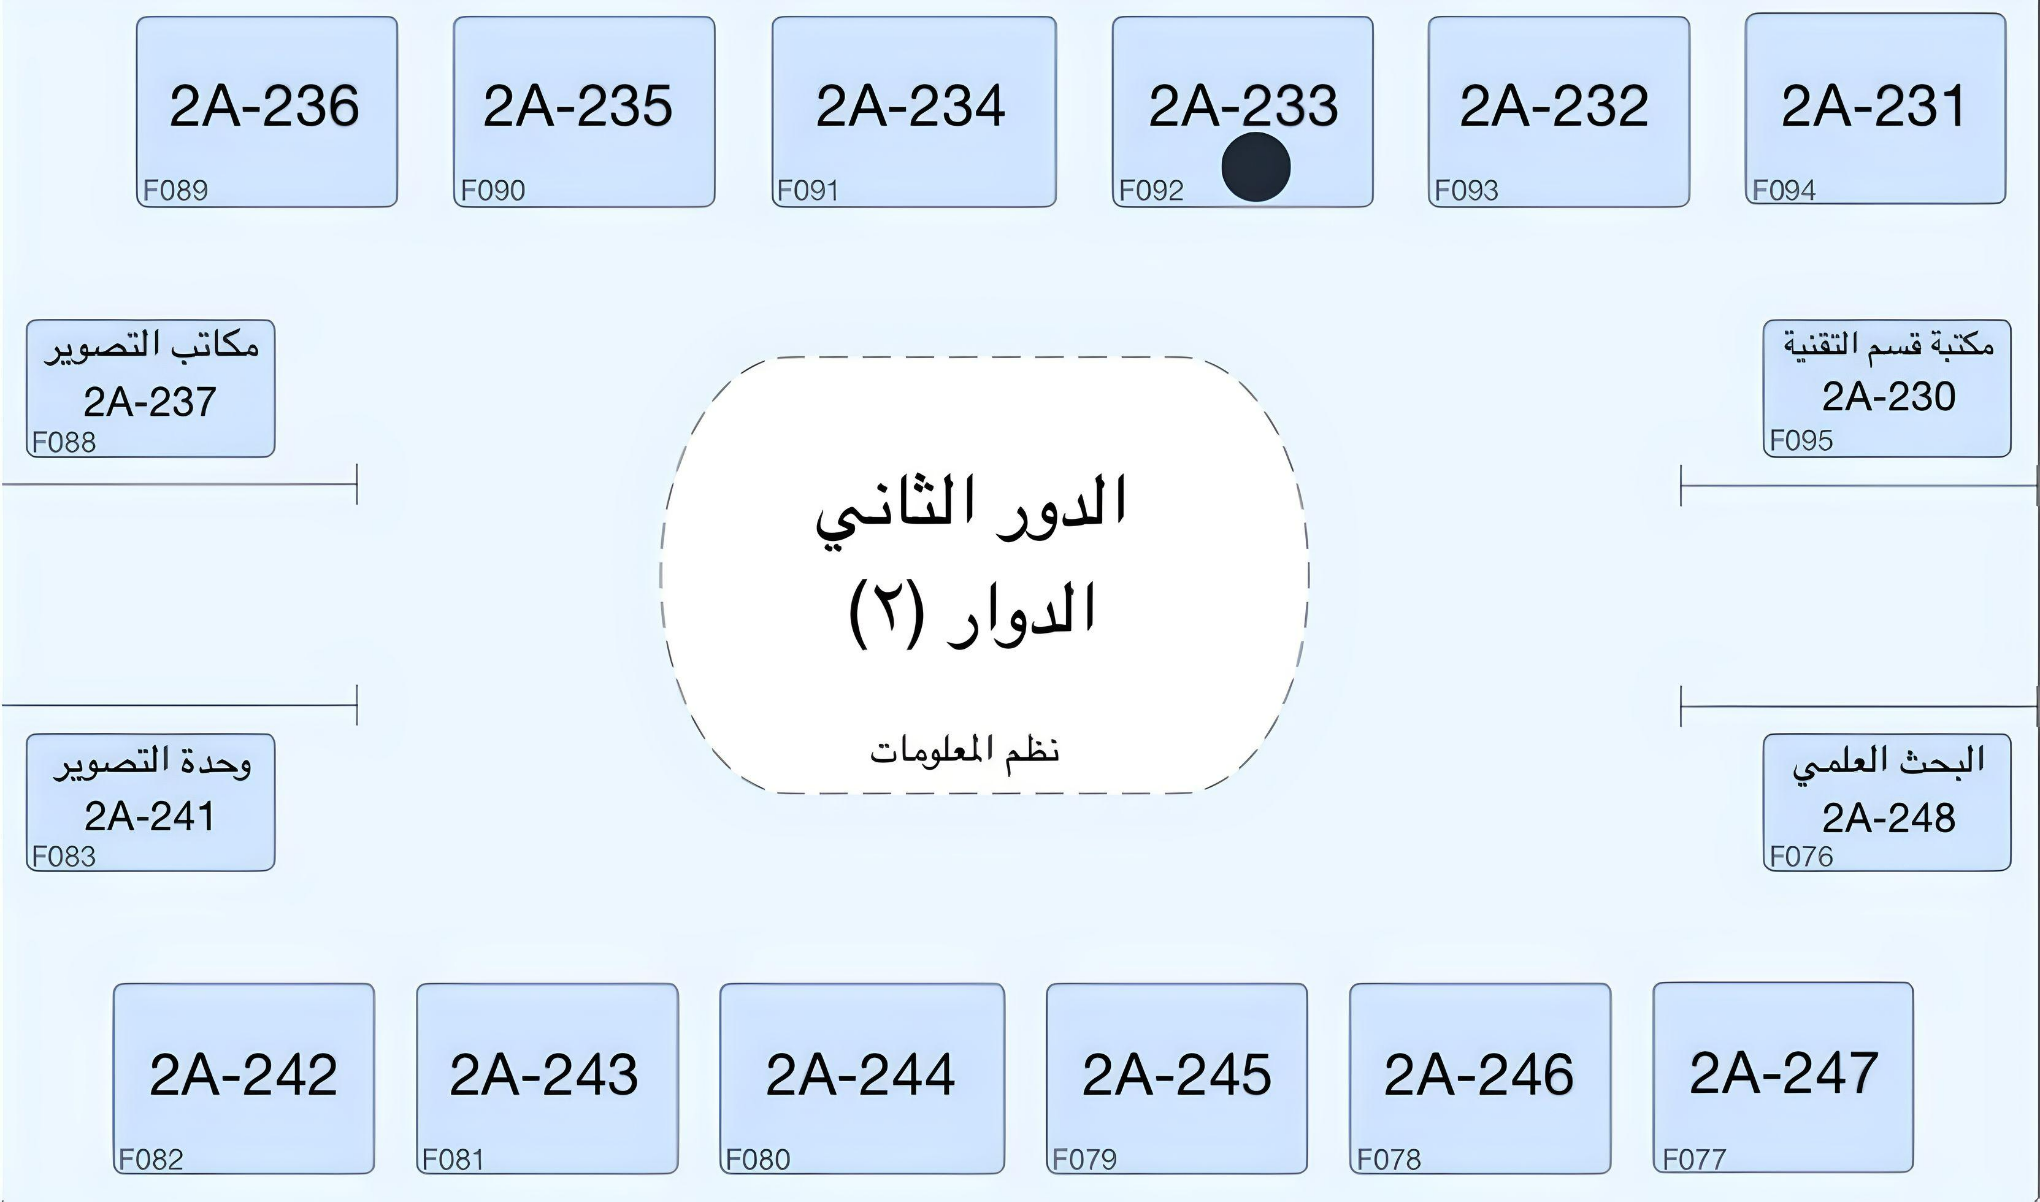 2A-236
F089
2A-235
F090
2A-234
F091
2A-233
F092
2A-232
F093
2A-231
F094
مكاتب التصوير
2A-237
F088
مكتبة قسم التقنية
2A-230
F095
الدور الثاني
الدوار (٢)
نظم المعلومات
وحدة التصوير
2A-241
F083
البحث العلمي
2A-248
F076
2A-242
F082
2A-243
F081
2A-244
F080
2A-245
F079
2A-246
F078
2A-247
F077